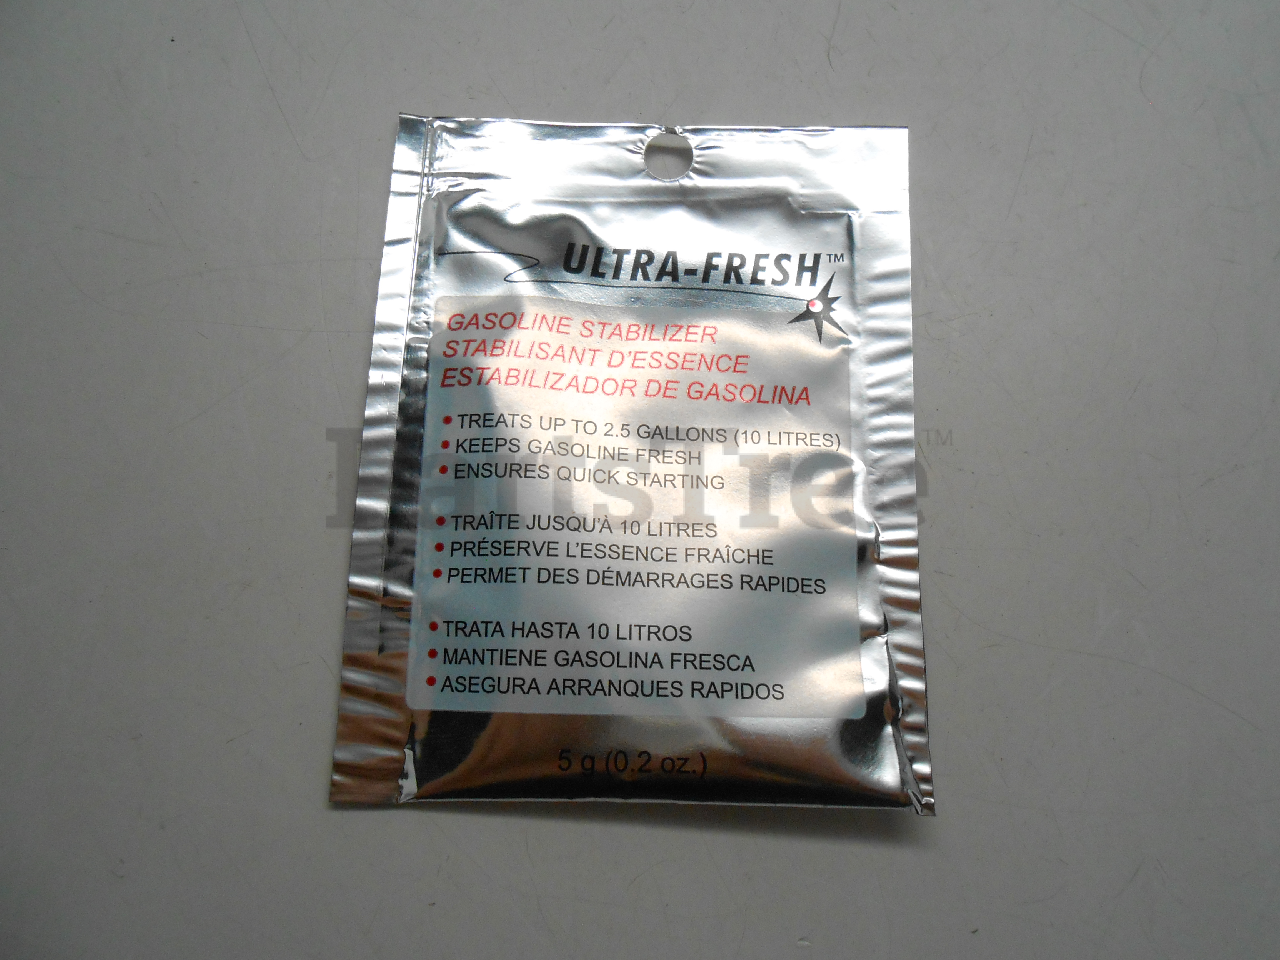 ULTRA-FRESH™
GASOLINE STABILIZER
STABILISANT D'ESSENCE
ESTABILIZADOR DE GASOLINA
• TREATS UP TO 2.5 GALLONS (10 LITRES)
• KEEPS GASOLINE FRESH
• ENSURES QUICK STARTING
PartsTree™
• TRAÎTE JUSQU'À 10 LITRES
• PRÉSERVE L'ESSENCE FRAÎCHE
• PERMET DES DÉMARRAGES RAPIDES
• TRATA HASTA 10 LITROS
• MANTIENE GASOLINA FRESCA
• ASEGURA ARRANQUES RAPIDOS
5 g (0.2 oz.)